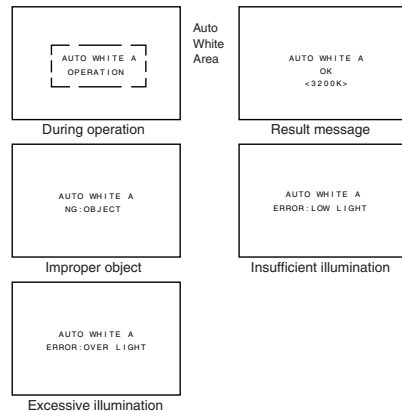 AUTO WHITE A
OPERATION
Auto
White
Area
During operation
AUTO WHITE A
OK
<3200K>
Result message
AUTO WHITE A
NG:OBJECT
Improper object
AUTO WHITE A
ERROR:LOW LIGHT
Insufficient illumination
AUTO WHITE A
ERROR:OVER LIGHT
Excessive illumination